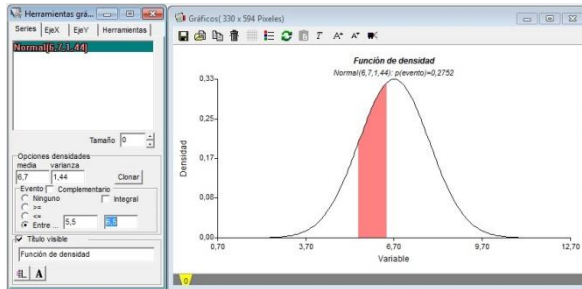 Herramientas grá...
Series EjeX EjeY Herramientas
Normal(6,7,1,44)
Tamaño 0
Opciones densidades
media varianza
6,7 1,44 Clonar
Evento Complementario
Ninguno Integral
>=
<=
Entre ... 5,5
Título visible
Función de densidad
A
Gráficos( 330 x 594 Pixeles)
T A+ A-
Función de densidad
Normal(6,7,1,44): p(evento)=0,2752
0,33
0,25
0,17
0,08
0,00
Densidad
0,70 3,70 6,70 9,70 12,70
Variable
0